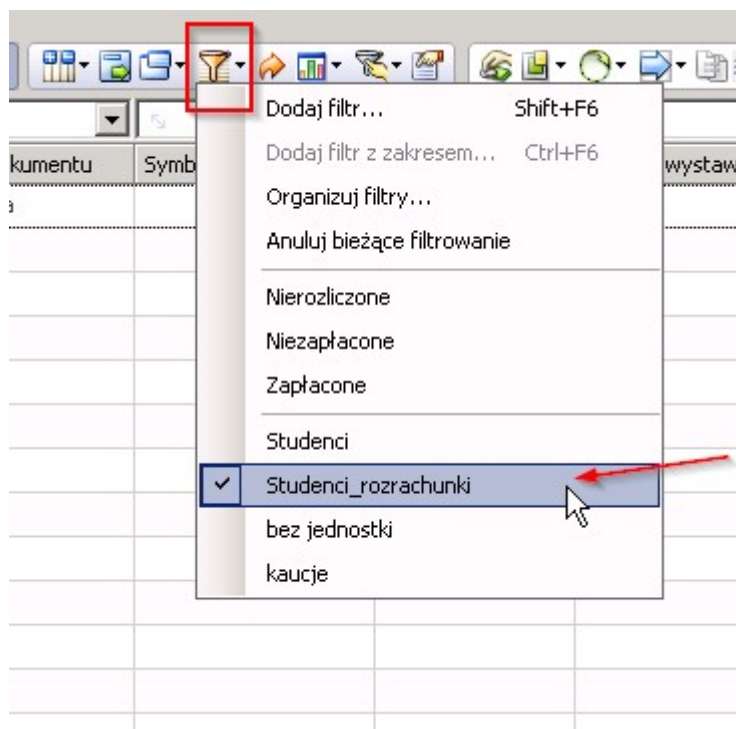 Dodaj filtr... Shift+F6
kumentu Symb Dodaj filtr z zakresem... Ctrl+F6 wystaw
a Organizuj filtry...
Anuluj bieżące filtrowanie
Nierozliczone
Niezapłacone
Zapłacone
Studenci
Studenci_rozrachunki
bez jednostki
kaucje